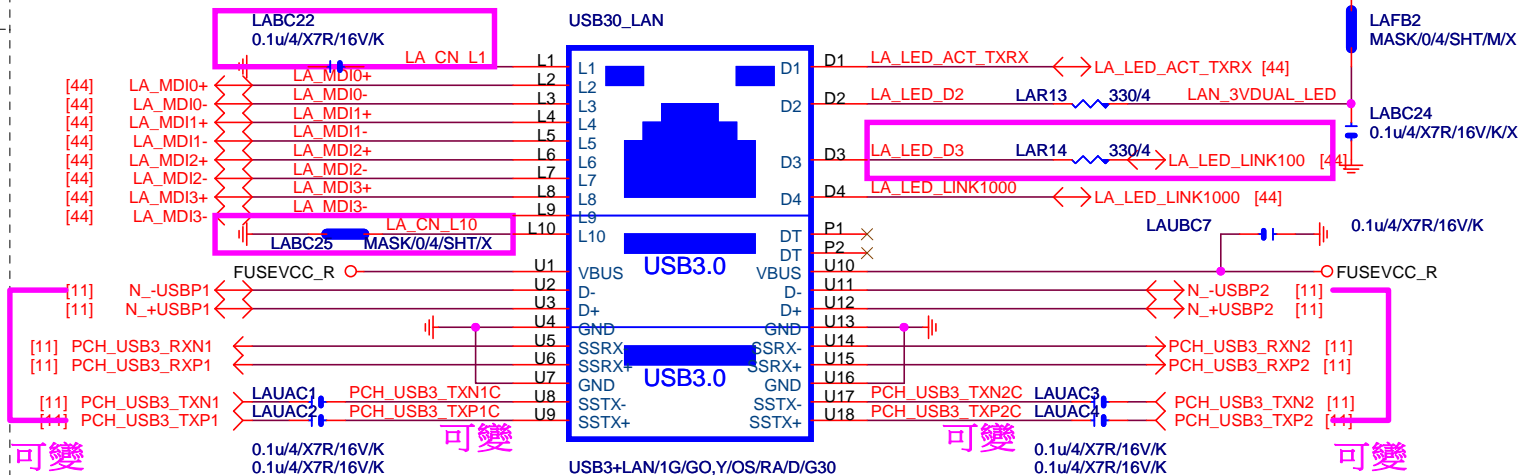 LABC22
0.1u/4/X7R/16V/K
USB30_LAN
LAFB2
MASK/0/4/SHT/M/X
LA_CN_L1
L1 L1 D1 D1 LA_LED_ACT_TXRX LA_LED_ACT_TXRX [44]
[44] LA_MDI0+ LA_MDI0+ L2 L2
[44] LA_MDI0- LA_MDI0- L3 L3 D2 D2 LA_LED_D2 LAR13 330/4 LAN_3VDUAL_LED
[44] LA_MDI1+ LA_MDI1+ L4 L4
LABC24
0.1u/4/X7R/16V/K/X
[44] LA_MDI1- LA_MDI1- L5 L5
[44] LA_MDI2+ LA_MDI2+ L6 L6 D3 D3 LA_LED_D3 LAR14 330/4 LA_LED_LINK100 [44]
[44] LA_MDI2- LA_MDI2- L7 L7
[44] LA_MDI3+ LA_MDI3+ L8 L8 D4 D4 LA_LED_LINK1000 LA_LED_LINK1000 [44]
[44] LA_MDI3- LA_MDI3- L9 L9
LA_CN_L10 L10 L10 DT P1
LABC25 MASK/0/4/SHT/X
LAUBC7 0.1u/4/X7R/16V/K
DT P2
USB3.0
FUSEVCC_R U1 VBUS VBUS U10 FUSEVCC_R
[11] N_-USBP1 U2 D- D- U11 N_-USBP2 [11]
[11] N_+USBP1 U3 D+ D+ U12 N_+USBP2 [11]
U4 GND GND U13
[11] PCH_USB3_RXN1 U5 SSRX- SSRX- U14 PCH_USB3_RXN2 [11]
[11] PCH_USB3_RXP1 U6 SSRX+ SSRX+ U15 PCH_USB3_RXP2 [11]
USB3.0
U7 GND GND U16
[11] PCH_USB3_TXN1 LAUAC1 PCH_USB3_TXN1C U8 SSTX- SSTX- U17 PCH_USB3_TXN2C LAUAC3 PCH_USB3_TXN2 [11]
[11] PCH_USB3_TXP1 LAUAC2 PCH_USB3_TXP1C U9 SSTX+ SSTX+ U18 PCH_USB3_TXP2C LAUAC4 PCH_USB3_TXP2 [11]
可變 可變 可變 可變
0.1u/4/X7R/16V/K 0.1u/4/X7R/16V/K
0.1u/4/X7R/16V/K 0.1u/4/X7R/16V/K
USB3+LAN/1G/GO,Y/OS/RA/D/G30